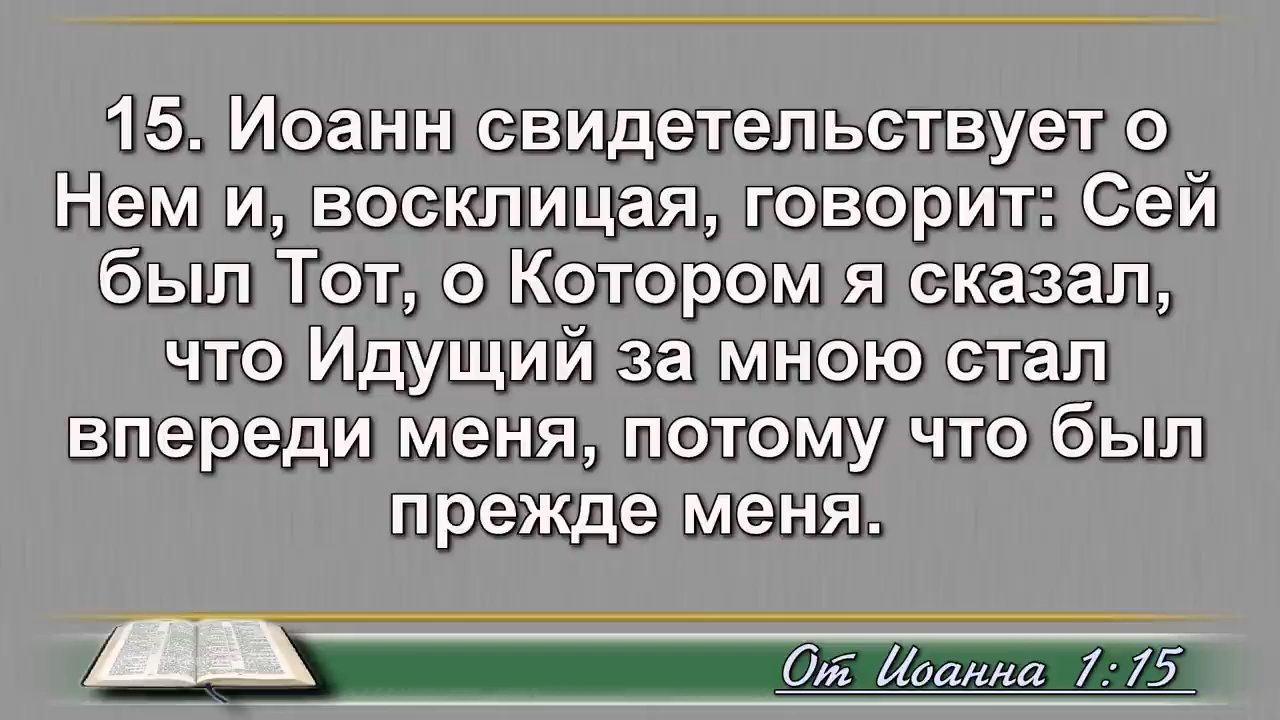 15. Иоанн свидетельствует о
Нем и, восклицая, говорит: Сей
был Тот, о Котором я сказал,
что Идущий за мною стал
впереди меня, потому что был
прежде меня.
От Иоанна 1:15